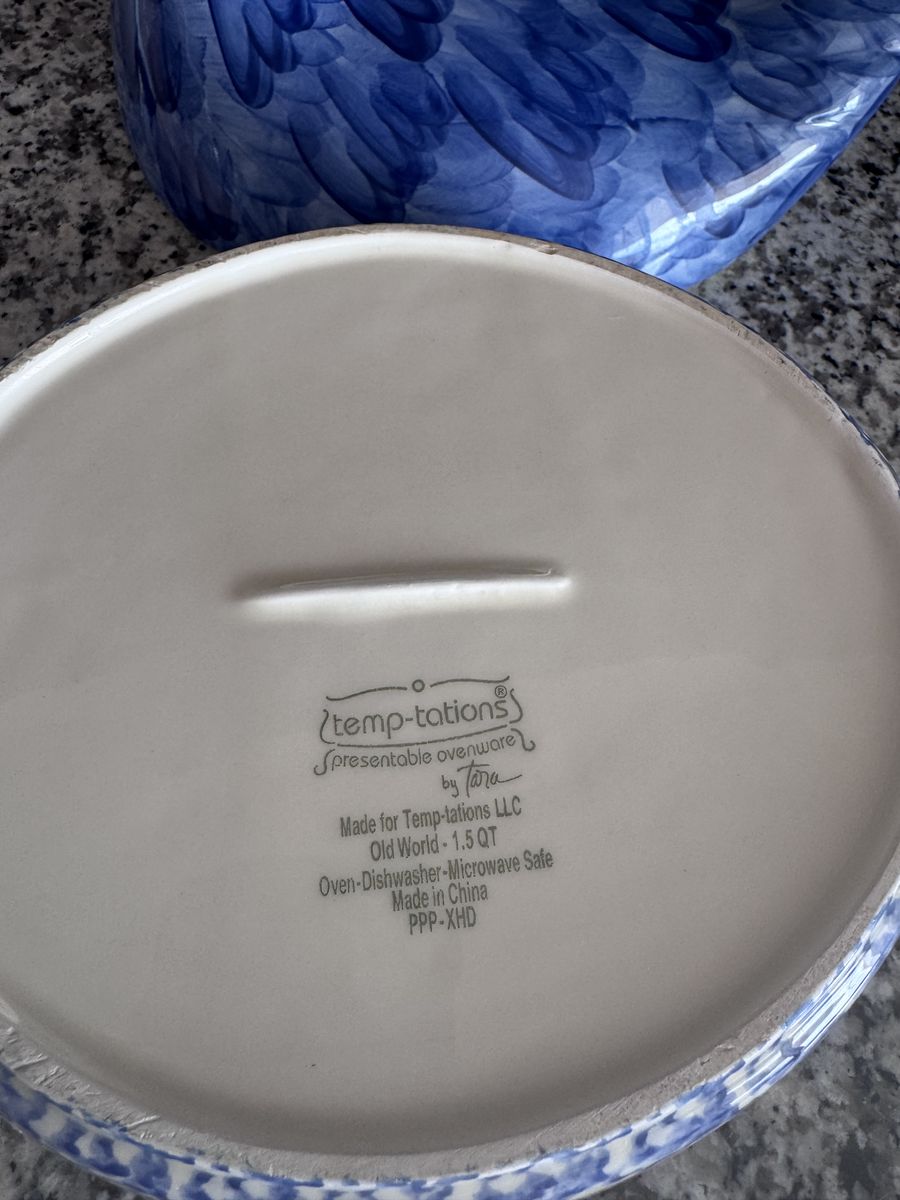 temp-tations®
presentable ovenware
by Tara
Made for Temp-tations LLC
Old World - 1.5 QT
Oven-Dishwasher-Microwave Safe
Made in China
PPP-XHD